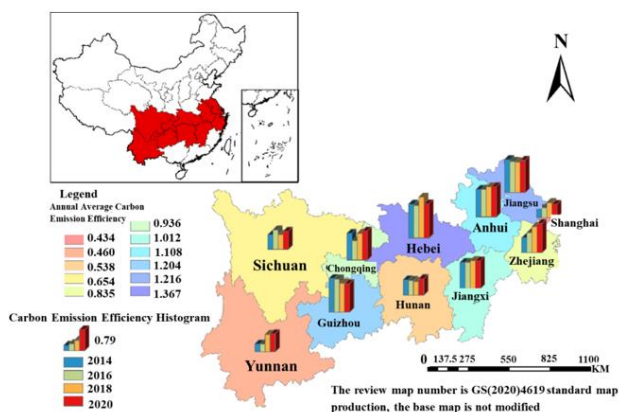 N
Legend
Annual Average Carbon
Emission Efficiency
0.434
0.460
0.538
0.654
0.835
0.936
1.012
1.108
1.204
1.216
1.367
Carbon Emission Efficiency Histogram
0.79
2014
2016
2018
2020
Jiangsu
Anhui
Shanghai
Hebei
Zhejiang
Sichuan
Chongqing
Hunan
Jiangxi
Guizhou
Yunnan
0 137.5 275 550 825 1100
KM
The review map number is GS(2020)4619 standard map
production, the base map is not modified